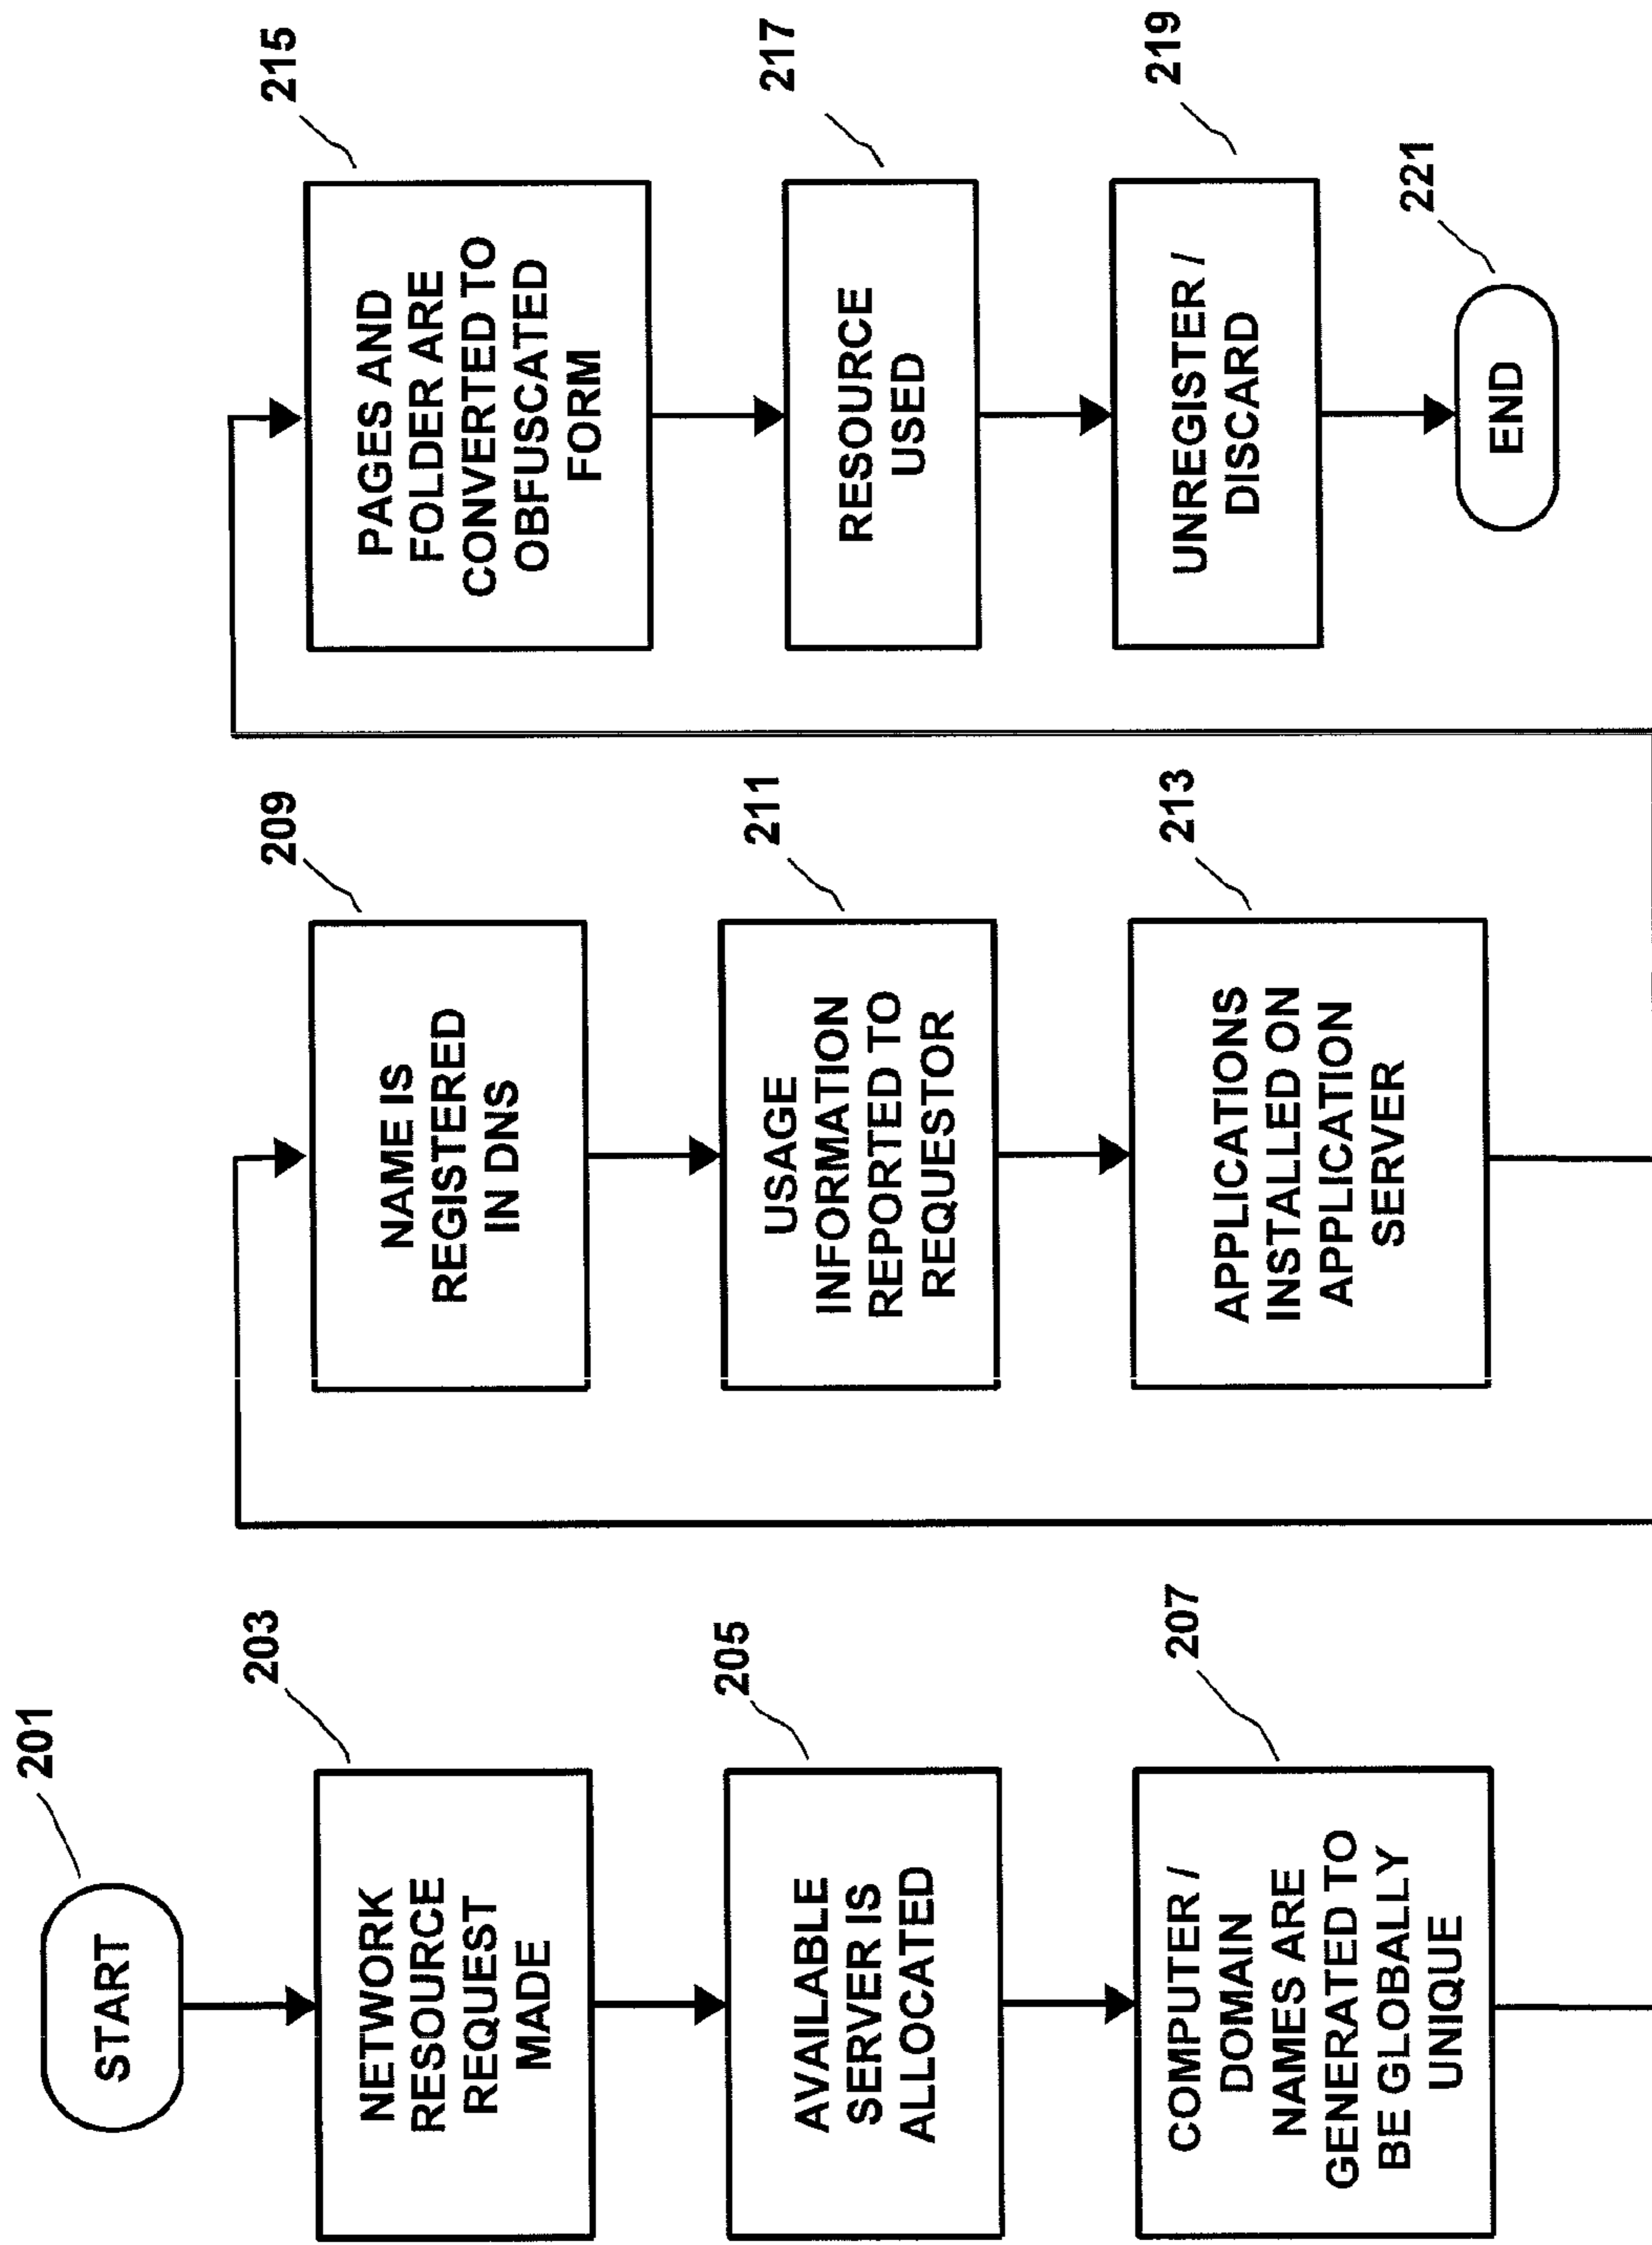 201
START
203
NETWORK
RESOURCE
REQUEST
MADE
205
AVAILABLE
SERVER IS
ALLOCATED
207
COMPUTER /
DOMAIN
NAMES ARE
GENERATED TO
BE GLOBALLY
UNIQUE
209
NAME IS
REGISTERED
IN DNS
211
USAGE
INFORMATION
REPORTED TO
REQUESTOR
213
APPLICATIONS
INSTALLED ON
APPLICATION
SERVER
215
PAGES AND
FOLDER ARE
CONVERTED TO
OBFUSCATED
FORM
217
RESOURCE
USED
219
UNREGISTER /
DISCARD
221
END